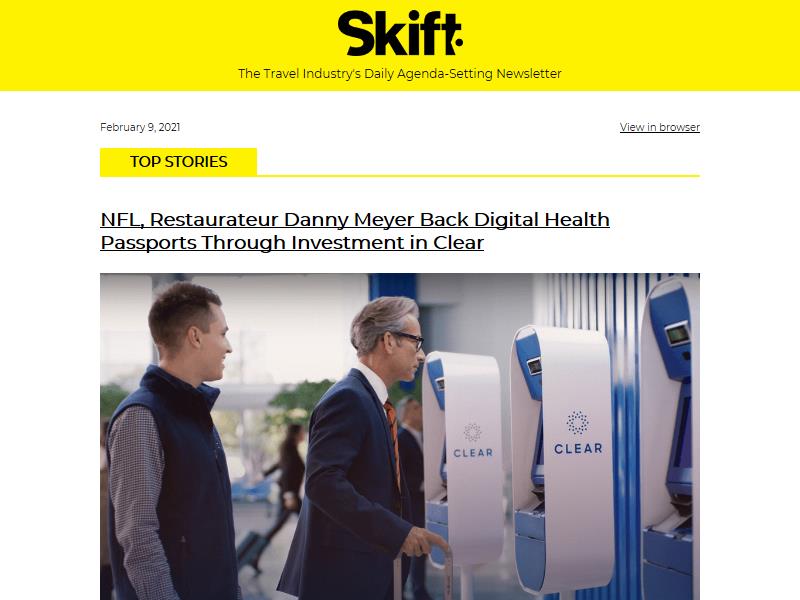 Skift
The Travel Industry's Daily Agenda-Setting Newsletter
February 9, 2021
View in browser
TOP STORIES
NFL, Restaurateur Danny Meyer Back Digital Health
Passports Through Investment in Clear
CLEAR
CLEAR